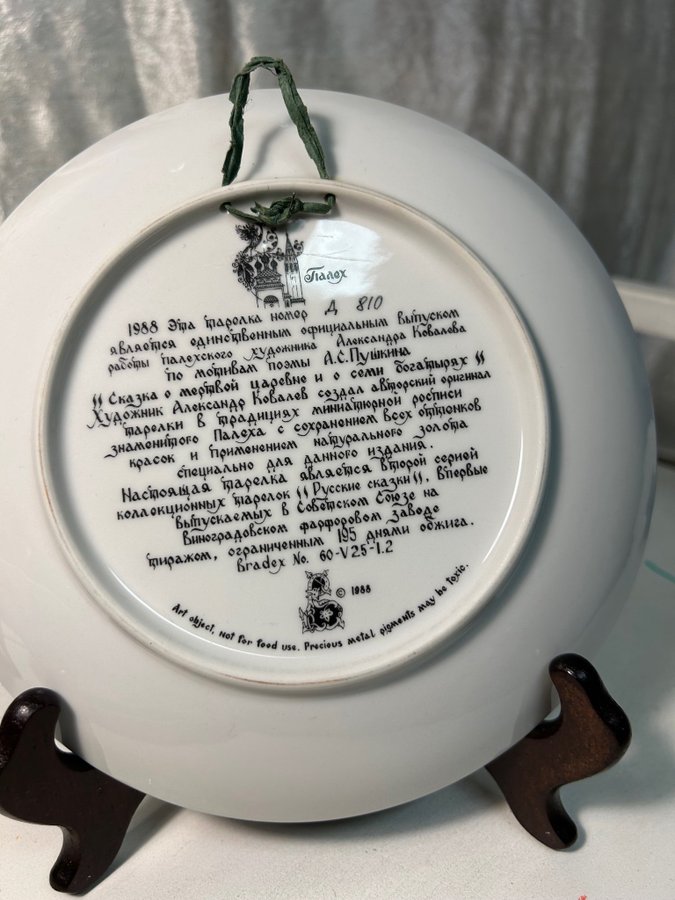 Палех
1988 Эта тарелка номер Д 810
является единственным официальным выпуском
работы палехского художника Александра Ковалова
по мотивам поэмы А.С.Пушкина
"Сказка о мертвой царевне и о семи богатырях"
Художник Александр Ковалев создал авторский оригинал
тарелки в традициях миниатюрной росписи
знаменитого Палеха с сохранением всех оттенков
красок и применением натурального золота
специально для данного издания.
Настоящая тарелка является второй серией
коллекционных тарелок "Русские сказки", впервые
выпускаемых в Советском Союзе на
Виноградовском фарфоровом заводе
тиражом, ограниченным 195 днями обжига.
Bradex No. 60-V25-1.2
© 1988
Art object, not for food use. Precious metal pigments may be toxic.